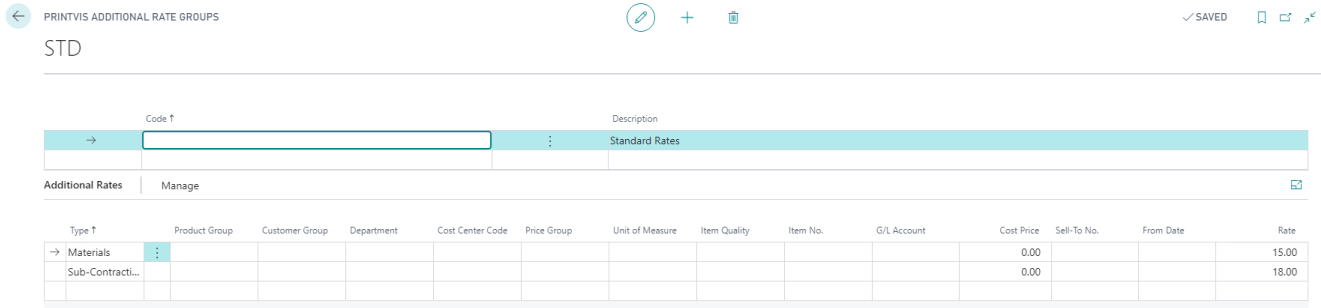 PRINTVIS ADDITIONAL RATE GROUPS ✓ SAVED
STD
Code ↑ Description
→ ⋮ Standard Rates
Additional Rates Manage
Type ↑ Product Group Customer Group Department Cost Center Code Price Group Unit of Measure Item Quality Item No. G/L Account Cost Price Sell-To No. From Date Rate
→ Materials ⋮ 0.00 15.00
Sub-Contracti... 0.00 18.00